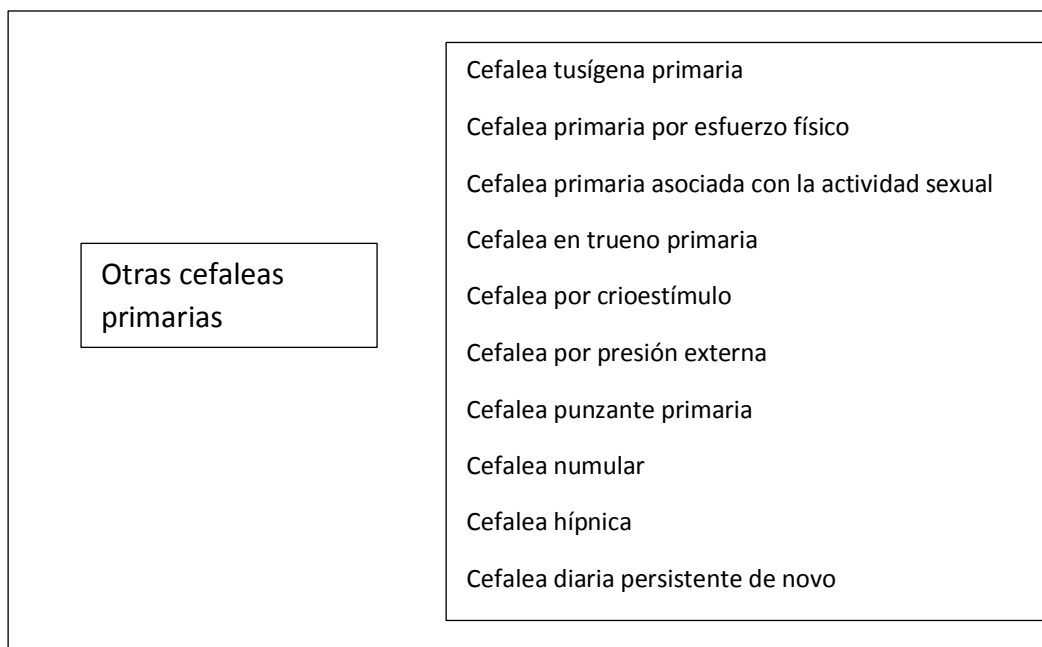 Otras cefaleas
primarias
Cefalea tusígena primaria
Cefalea primaria por esfuerzo físico
Cefalea primaria asociada con la actividad sexual
Cefalea en trueno primaria
Cefalea por crioestímulo
Cefalea por presión externa
Cefalea punzante primaria
Cefalea numular
Cefalea hípnica
Cefalea diaria persistente de novo